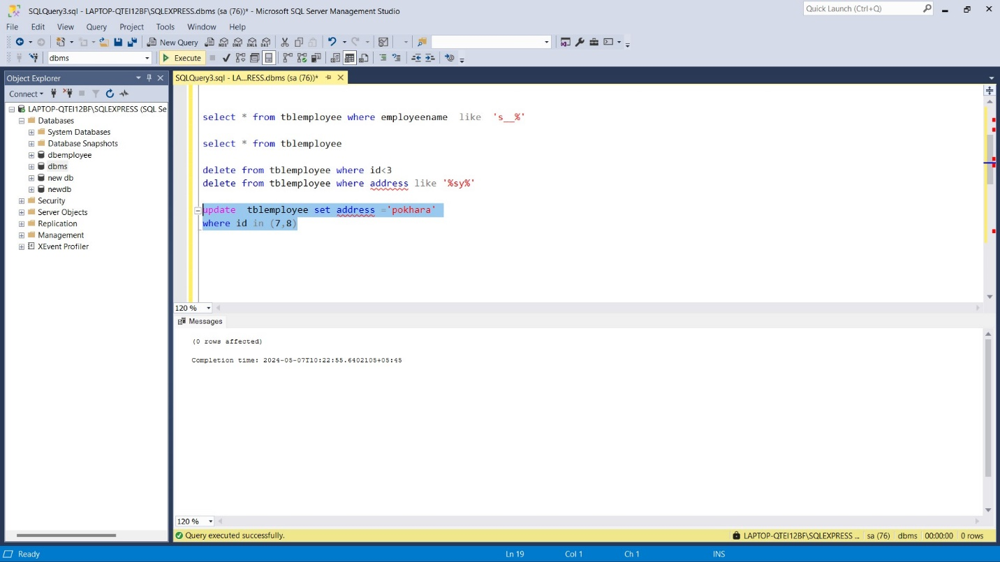 SQLQuery3.sql - LAPTOP-QTEI12BF\SQLEXPRESS.dbms (sa (76))* - Microsoft SQL Server Management Studio
Quick Launch (Ctrl+Q)
File Edit View Query Project Tools Window Help
New Query
dbms
Execute
Object Explorer
SQLQuery3.sql - LA...RESS.dbms (sa (76))*
Connect
LAPTOP-QTEI12BF\SQLEXPRESS (SQL Se
Databases
System Databases
Database Snapshots
dbemployee
dbms
new db
newdb
Security
Server Objects
Replication
Management
XEvent Profiler
select * from tblemployee where employeename like 's__%'
select * from tblemployee
delete from tblemployee where id<3
delete from tblemployee where address like '%sy%'
update tblemployee set address ='pokhara'
where id in (7,8)
120 %
Messages
(0 rows affected)
Completion time: 2024-05-07T10:22:55.6402105+05:45
120 %
Query executed successfully.
LAPTOP-QTEI12BF\SQLEXPRESS ... sa (76) dbms 00:00:00 0 rows
Ready Ln 19 Col 1 Ch 1 INS